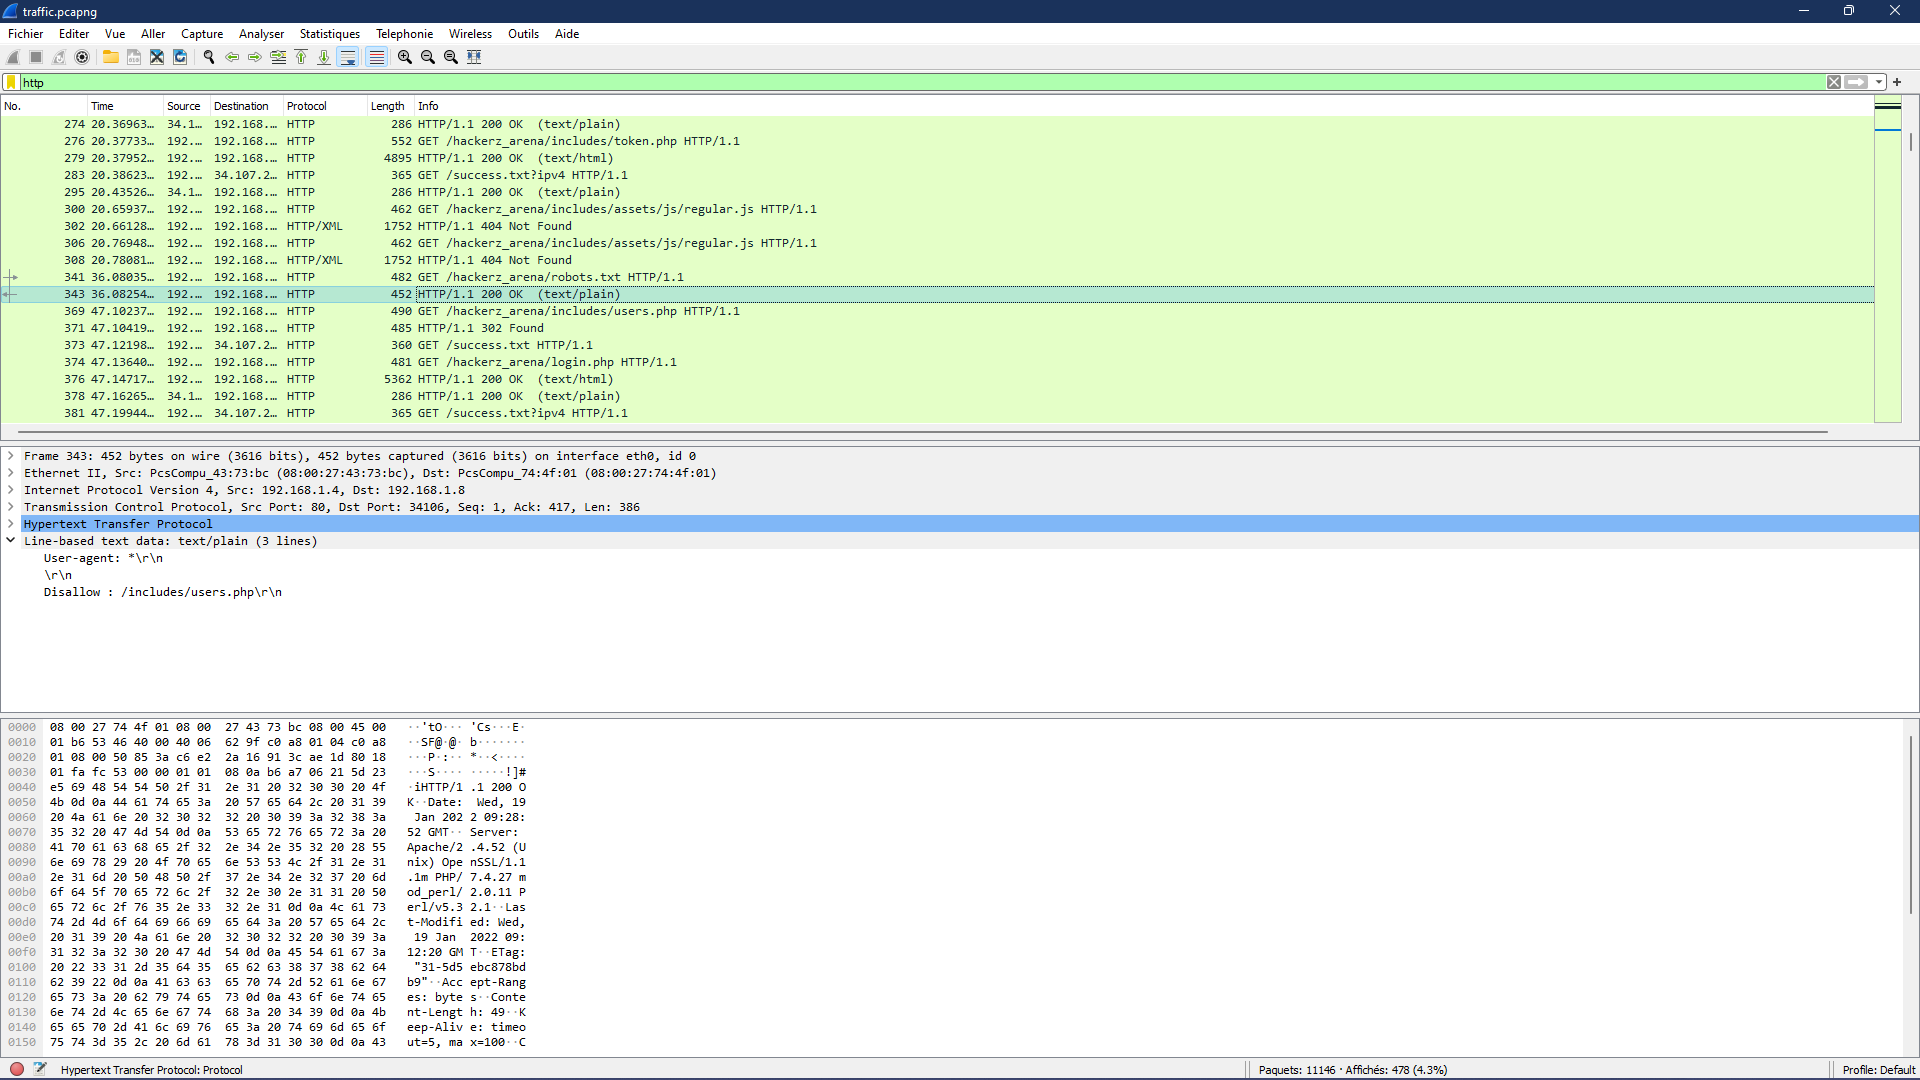 traffic.pcapng
Fichier Editer Vue Aller Capture Analyser Statistiques Telephonie Wireless Outils Aide
http
No. Time Source Destination Protocol Length Info
274 20.36963… 34.1… 192.168.… HTTP 286 HTTP/1.1 200 OK (text/plain)
276 20.37733… 192.… 192.168.… HTTP 552 GET /hackerz_arena/includes/token.php HTTP/1.1
279 20.37952… 192.… 192.168.… HTTP 4895 HTTP/1.1 200 OK (text/html)
283 20.38623… 192.… 34.107.2… HTTP 365 GET /success.txt?ipv4 HTTP/1.1
295 20.43526… 34.1… 192.168.… HTTP 286 HTTP/1.1 200 OK (text/plain)
300 20.65937… 192.… 192.168.… HTTP 462 GET /hackerz_arena/includes/assets/js/regular.js HTTP/1.1
302 20.66128… 192.… 192.168.… HTTP/XML 1752 HTTP/1.1 404 Not Found
306 20.76948… 192.… 192.168.… HTTP 462 GET /hackerz_arena/includes/assets/js/regular.js HTTP/1.1
308 20.78081… 192.… 192.168.… HTTP/XML 1752 HTTP/1.1 404 Not Found
341 36.08035… 192.… 192.168.… HTTP 482 GET /hackerz_arena/robots.txt HTTP/1.1
343 36.08254… 192.… 192.168.… HTTP 452 HTTP/1.1 200 OK (text/plain)
369 47.10237… 192.… 192.168.… HTTP 490 GET /hackerz_arena/includes/users.php HTTP/1.1
371 47.10419… 192.… 192.168.… HTTP 485 HTTP/1.1 302 Found
373 47.12198… 192.… 34.107.2… HTTP 360 GET /success.txt HTTP/1.1
374 47.13640… 192.… 192.168.… HTTP 481 GET /hackerz_arena/login.php HTTP/1.1
376 47.14717… 192.… 192.168.… HTTP 5362 HTTP/1.1 200 OK (text/html)
378 47.16265… 34.1… 192.168.… HTTP 286 HTTP/1.1 200 OK (text/plain)
381 47.19944… 192.… 34.107.2… HTTP 365 GET /success.txt?ipv4 HTTP/1.1
Frame 343: 452 bytes on wire (3616 bits), 452 bytes captured (3616 bits) on interface eth0, id 0
Ethernet II, Src: PcsCompu_43:73:bc (08:00:27:43:73:bc), Dst: PcsCompu_74:4f:01 (08:00:27:74:4f:01)
Internet Protocol Version 4, Src: 192.168.1.4, Dst: 192.168.1.8
Transmission Control Protocol, Src Port: 80, Dst Port: 34106, Seq: 1, Ack: 417, Len: 386
Hypertext Transfer Protocol
Line-based text data: text/plain (3 lines)
User-agent: *\r\n
\r\n
Disallow : /includes/users.php\r\n
0000 08 00 27 74 4f 01 08 00 27 43 73 bc 08 00 45 00 ··'tO··· 'Cs···E·
0010 01 b6 53 46 40 00 40 06 62 9f c0 a8 01 04 c0 a8 ··SF@·@· b·······
0020 01 08 00 50 85 3a c6 e2 2a 16 91 3c ae 1d 80 18 ···P·:·· *··<····
0030 01 fa fc 53 00 00 01 01 08 0a b6 a7 06 21 5d 23 ···S···· ·····!]#
0040 e5 69 48 54 54 50 2f 31 2e 31 20 32 30 30 20 4f ·iHTTP/1 .1 200 O
0050 4b 0d 0a 44 61 74 65 3a 20 57 65 64 2c 20 31 39 K··Date: Wed, 19
0060 20 4a 61 6e 20 32 30 32 32 20 30 39 3a 32 38 3a Jan 202 2 09:28:
0070 35 32 20 47 4d 54 0d 0a 53 65 72 76 65 72 3a 20 52 GMT·· Server:
0080 41 70 61 63 68 65 2f 32 2e 34 2e 35 32 20 28 55 Apache/2 .4.52 (U
0090 6e 69 78 29 20 4f 70 65 6e 53 53 4c 2f 31 2e 31 nix) Ope nSSL/1.1
00a0 2e 31 6d 20 50 48 50 2f 37 2e 34 2e 32 37 20 6d .1m PHP/ 7.4.27 m
00b0 6f 64 5f 70 65 72 6c 2f 32 2e 30 2e 31 31 20 50 od_perl/ 2.0.11 P
00c0 65 72 6c 2f 76 35 2e 33 32 2e 31 0d 0a 4c 61 73 erl/v5.3 2.1··Las
00d0 74 2d 4d 6f 64 69 66 69 65 64 3a 20 57 65 64 2c t-Modifi ed: Wed,
00e0 20 31 39 20 4a 61 6e 20 32 30 32 32 20 30 39 3a 19 Jan 2022 09:
00f0 31 32 3a 32 30 20 47 4d 54 0d 0a 45 54 61 67 3a 12:20 GM T··ETag:
0100 20 22 33 31 2d 35 64 35 65 62 63 38 37 38 62 64 "31-5d5 ebc878bd
0110 62 39 22 0d 0a 41 63 63 65 70 74 2d 52 61 6e 67 b9"··Acc ept-Rang
0120 65 73 3a 20 62 79 74 65 73 0d 0a 43 6f 6e 74 65 es: byte s··Conte
0130 6e 74 2d 4c 65 6e 67 74 68 3a 20 34 39 0d 0a 4b nt-Lengt h: 49··K
0140 65 65 70 2d 41 6c 69 76 65 3a 20 74 69 6d 65 6f eep-Aliv e: timeo
0150 75 74 3d 35 2c 20 6d 61 78 3d 31 30 30 0d 0a 43 ut=5, ma x=100··C
Hypertext Transfer Protocol: Protocol
Paquets: 11146 · Affichés: 478 (4.3%)
Profile: Default